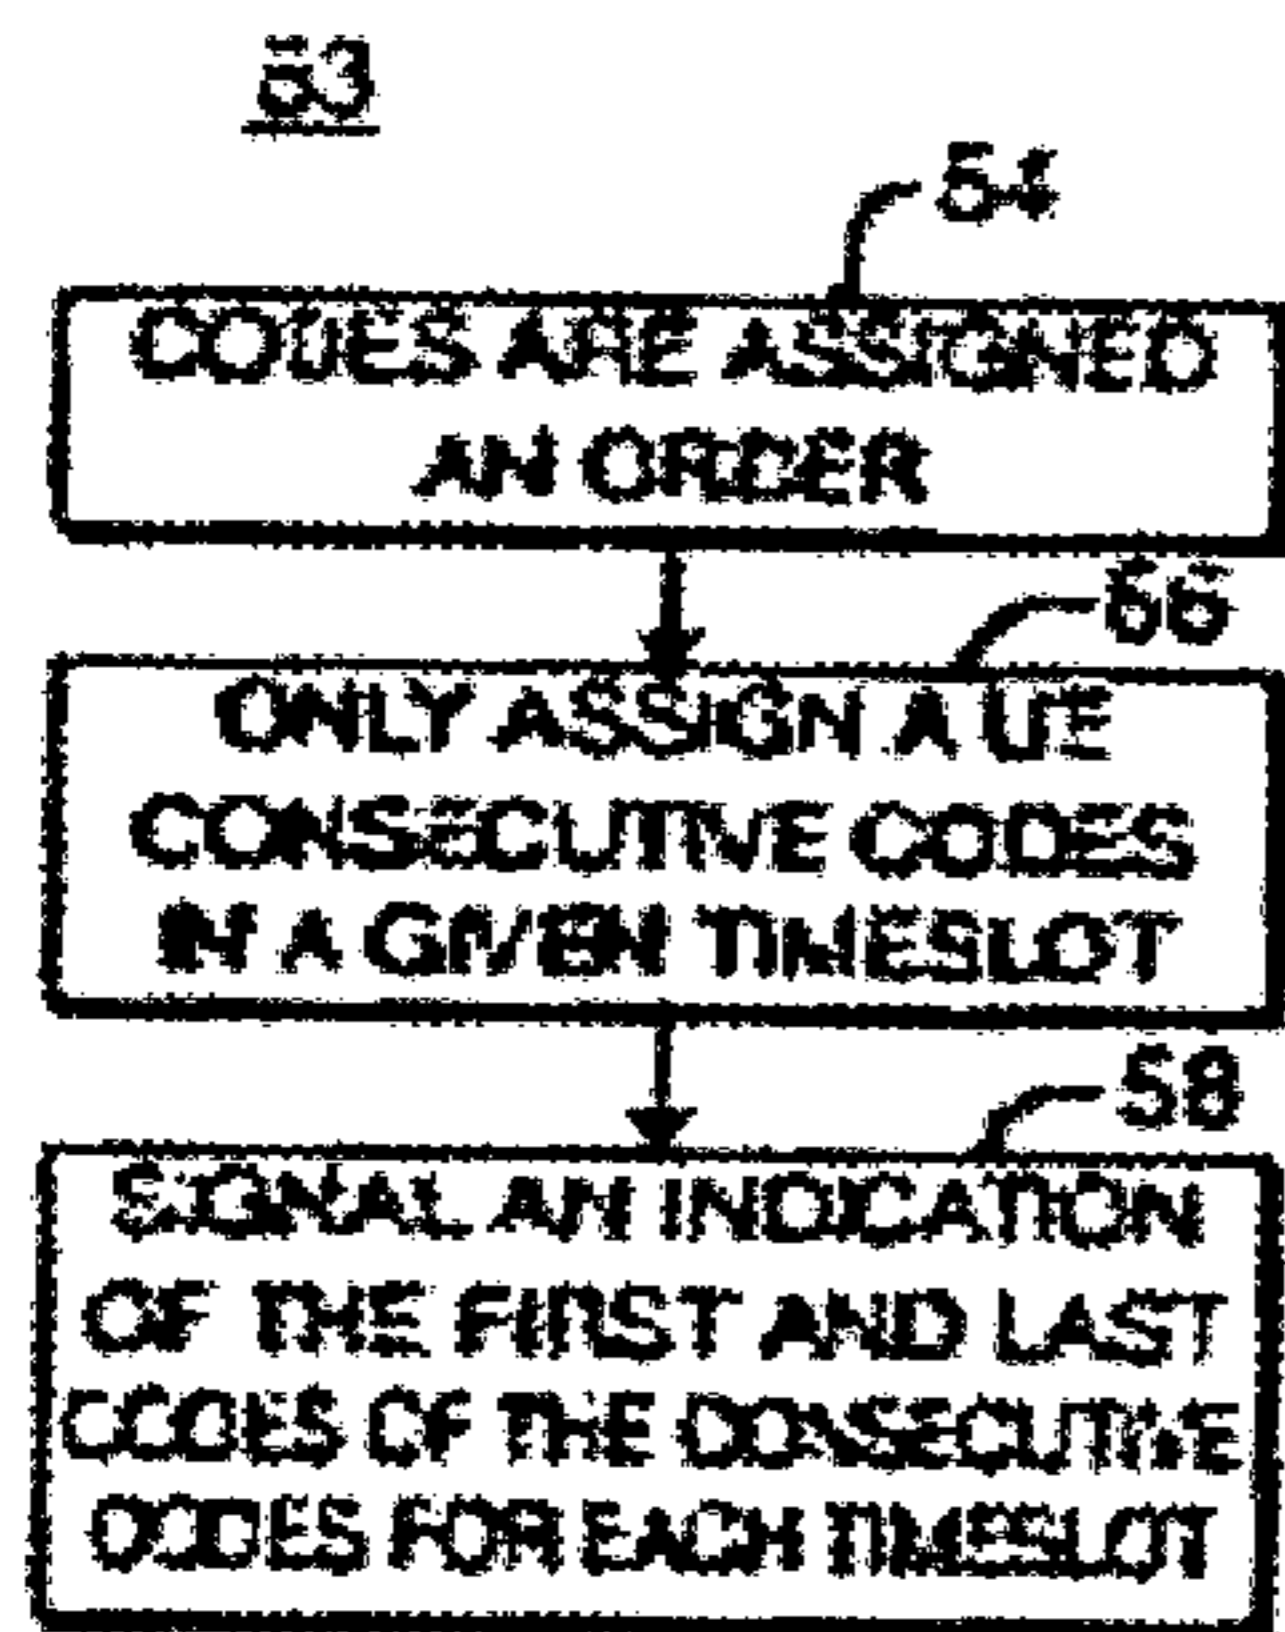 53
54
CODES ARE ASSIGNED
AN ORDER
56
ONLY ASSIGN A UE
CONSECUTIVE CODES
IN A GIVEN TIMESLOT
58
SIGNAL AN INDICATION
OF THE FIRST AND LAST
CODES OF THE CONSECUTIVE
CODES FOR EACH TIMESLOT